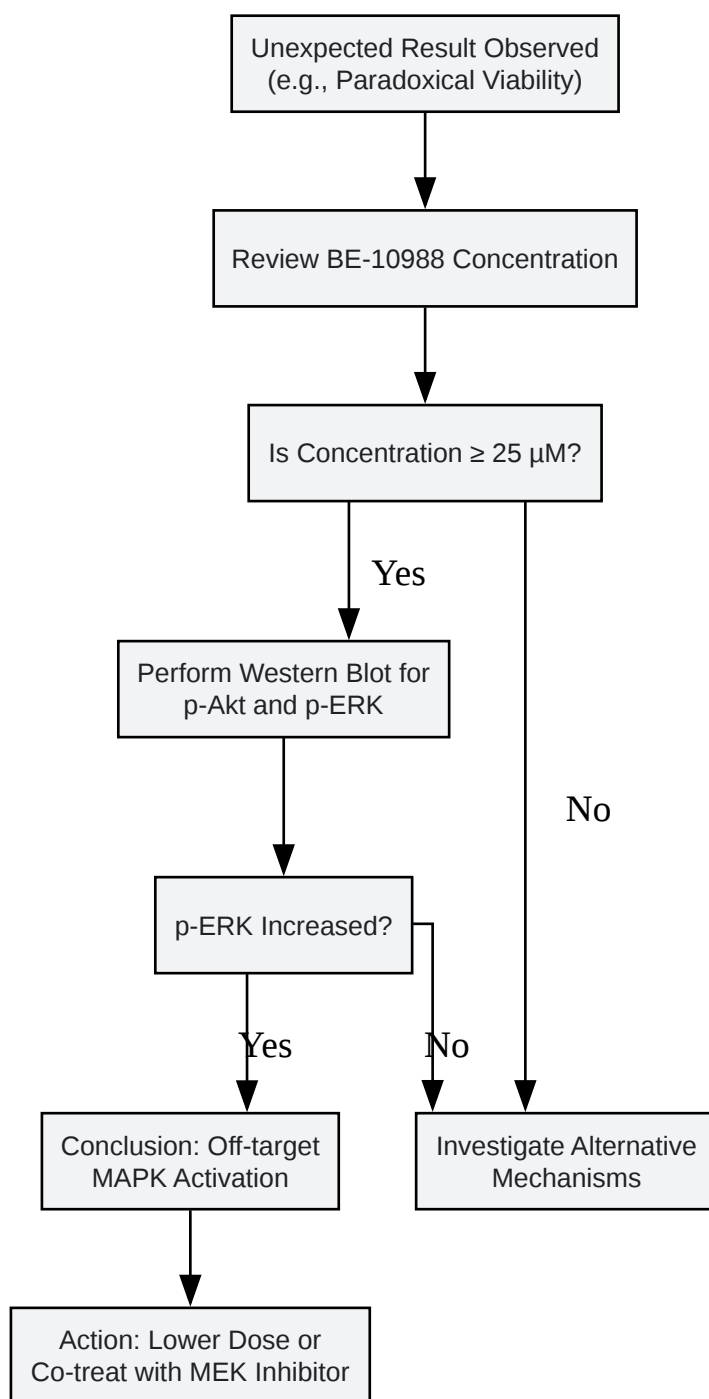 Unexpected Result Observed
(e.g., Paradoxical Viability)
Review BE-10988 Concentration
Is Concentration ≥ 25 µM?
Yes
Perform Western Blot for
p-Akt and p-ERK
No
p-ERK Increased?
Yes
No
Conclusion: Off-target
MAPK Activation
Investigate Alternative
Mechanisms
Action: Lower Dose or
Co-treat with MEK Inhibitor